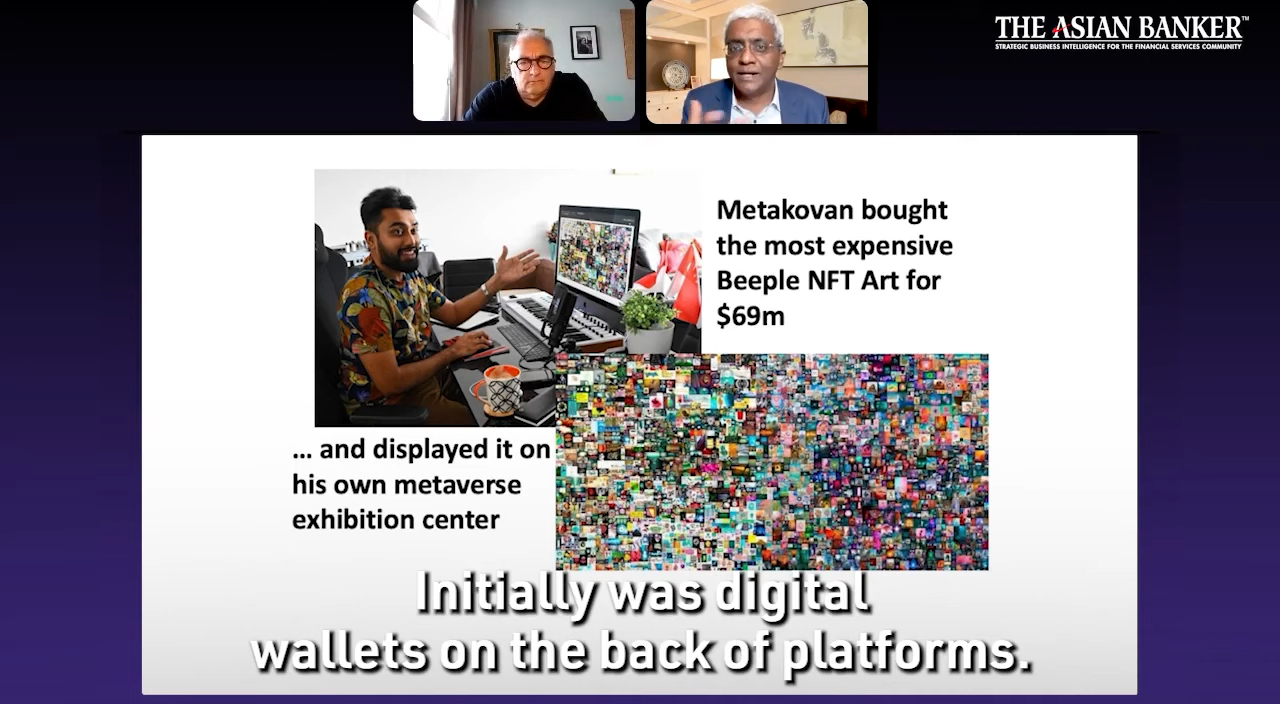 THE ASIAN BANKER™
STRATEGIC BUSINESS INTELLIGENCE FOR THE FINANCIAL SERVICES COMMUNITY
Metakovan bought
the most expensive
Beeple NFT Art for
$69m
... and displayed it on
his own metaverse
exhibition center
Initially was digital
wallets on the back of platforms.